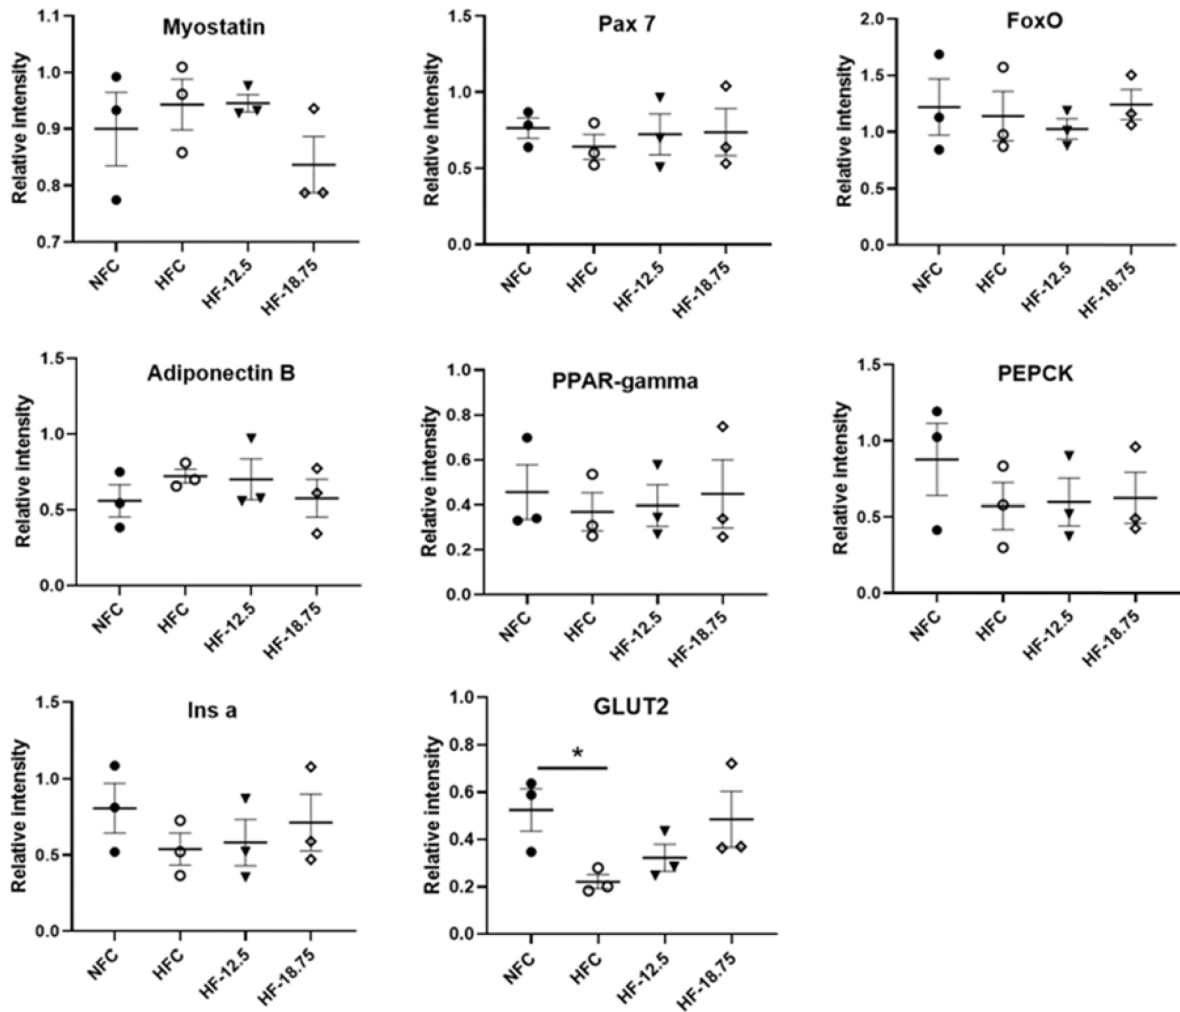 Myostatin
Relative intensity
1.1
1.0
0.9
0.8
0.7
NFC
HFC
HF-12.5
HF-18.75
Pax 7
Relative intensity
1.5
1.0
0.5
0.0
NFC
HFC
HF-12.5
HF-18.75
FoxO
Relative intensity
2.0
1.5
1.0
0.5
0.0
NFC
HFC
HF-12.5
HF-18.75
Adiponectin B
Relative intensity
1.5
1.0
0.5
0.0
NFC
HFC
HF-12.5
HF-18.75
PPAR-gamma
Relative intensity
1.0
0.8
0.6
0.4
0.2
0.0
NFC
HFC
HF-12.5
HF-18.75
PEPCK
Relative intensity
1.5
1.0
0.5
0.0
NFC
HFC
HF-12.5
HF-18.75
Ins a
Relative intensity
1.5
1.0
0.5
0.0
NFC
HFC
HF-12.5
HF-18.75
GLUT2
Relative intensity
1.0
0.8
0.6
0.4
0.2
0.0
*
NFC
HFC
HF-12.5
HF-18.75